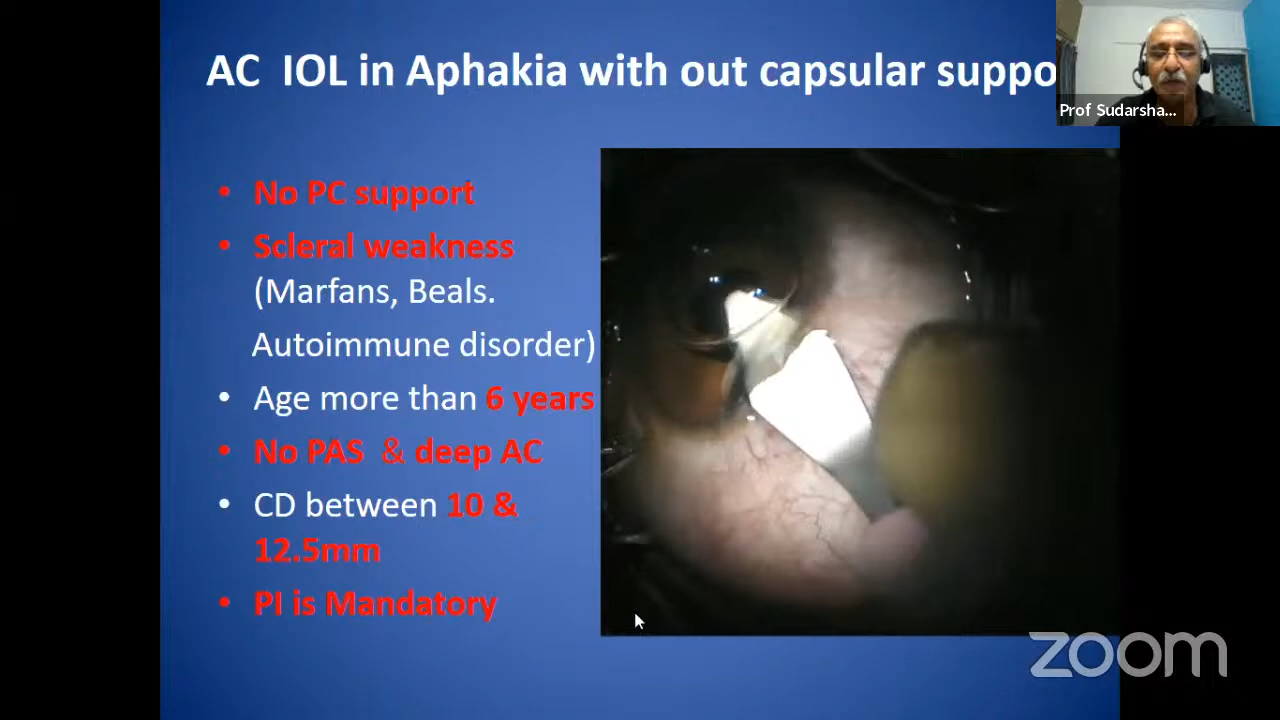 AC IOL in Aphakia with out capsular suppo
Prof Sudarsha...
• No PC support
• Scleral weakness
(Marfans, Beals.
Autoimmune disorder)
• Age more than 6 years
• No PAS & deep AC
• CD between 10 &
12.5mm
• PI is Mandatory
zoom